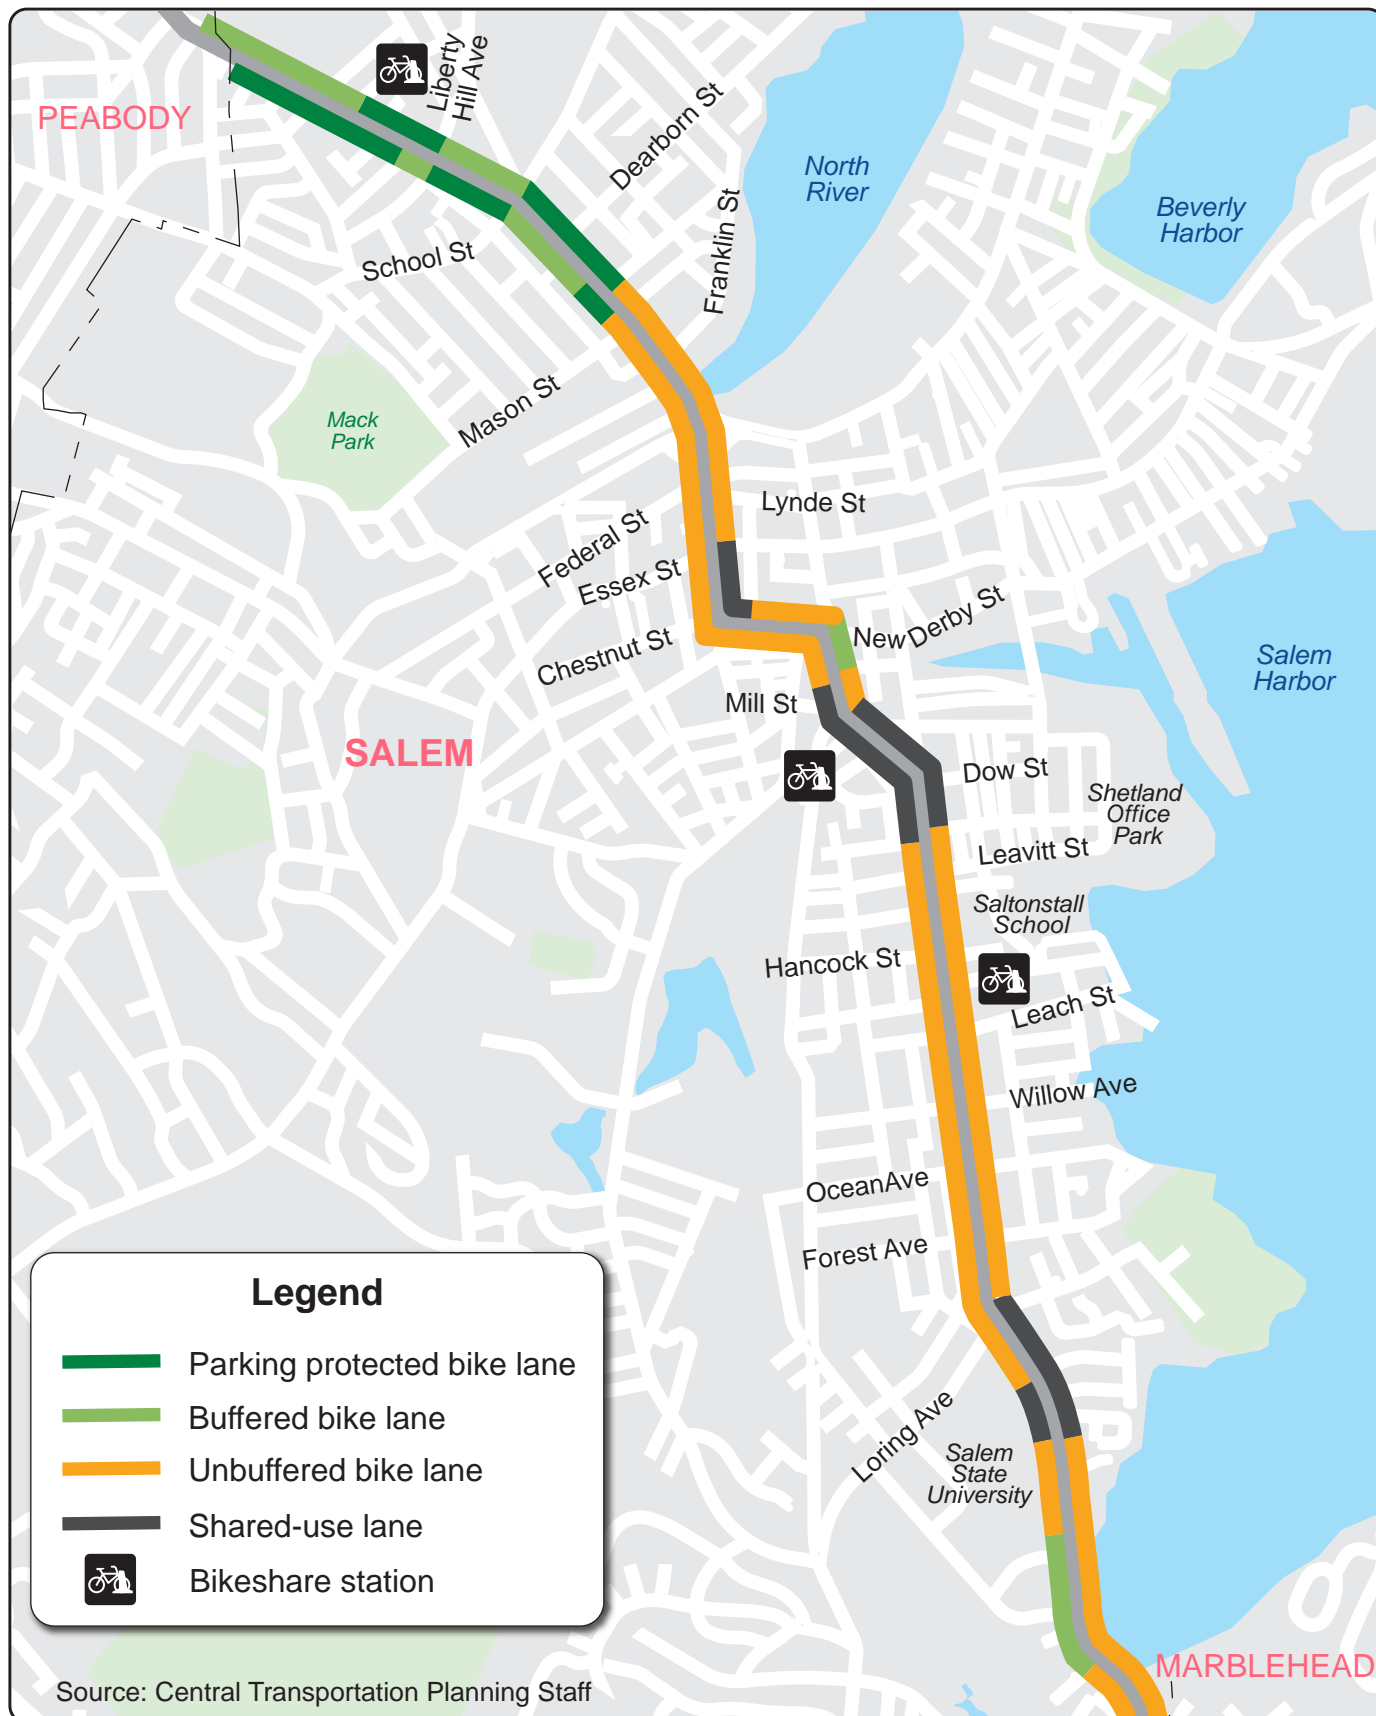 PEABODY
Liberty
Hill Ave
Dearborn St
North
River
Beverly
Harbor
Franklin St
School St
Mack
Park
Mason St
Lynde St
Federal St
Essex St
Chestnut St
New Derby St
Salem
Harbor
Mill St
SALEM
Dow St
Shetland
Office
Park
Leavitt St
Saltonstall
School
Hancock St
Leach St
Willow Ave
OceanAve
Forest Ave
Loring Ave
Salem
State
University
MARBLEHEAD
Legend
Parking protected bike lane
Buffered bike lane
Unbuffered bike lane
Shared-use lane
Bikeshare station
Source: Central Transportation Planning Staff